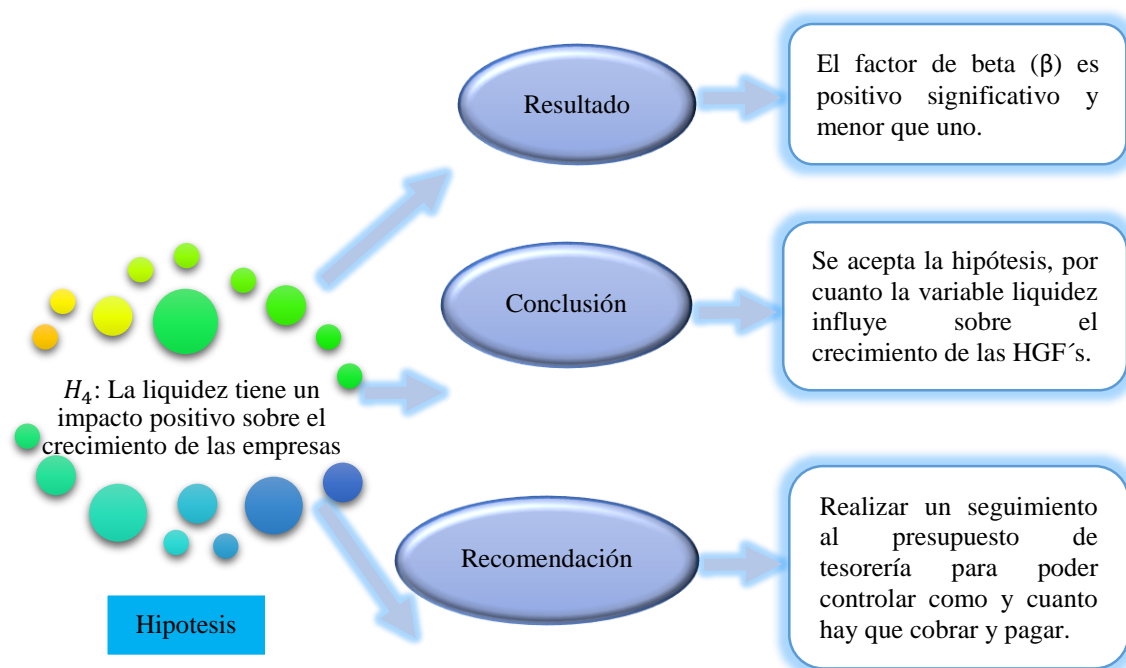 Resultado
El factor de beta (β) es
positivo significativo y
menor que uno.
Conclusión
Se acepta la hipótesis, por
cuanto la variable liquidez
influye sobre el
crecimiento de las HGF´s.
H₄: La liquidez tiene un
impacto positivo sobre el
crecimiento de las empresas
Recomendación
Realizar un seguimiento
al presupuesto de
tesorería para poder
controlar como y cuanto
hay que cobrar y pagar.
Hipotesis